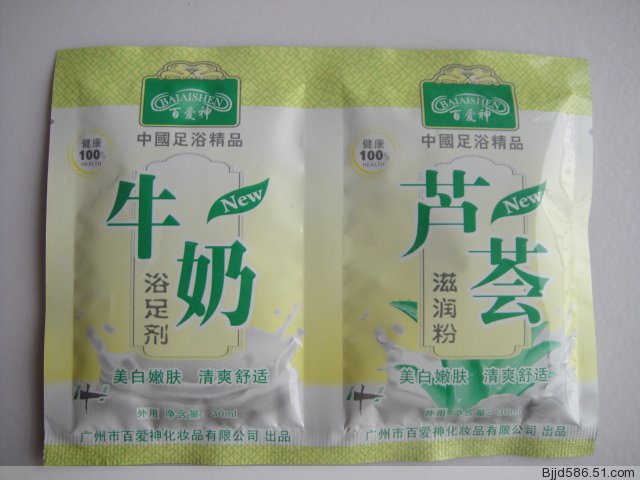 BAIAISHEN
百爱神
中國足浴精品
健康
100%
HEALTH
牛奶
New
浴足剂
美白嫩肤 清爽舒适
外用 净含量：30ml
广州市百爱神化妆品有限公司 出品
BAIAISHEN
百爱神
中國足浴精品
健康
100%
HEALTH
芦荟
New
滋润粉
美白嫩肤 清爽舒适
外用 净含量：30ml
广州市百爱神化妆品有限公司 出品
Bjjd586.51.com